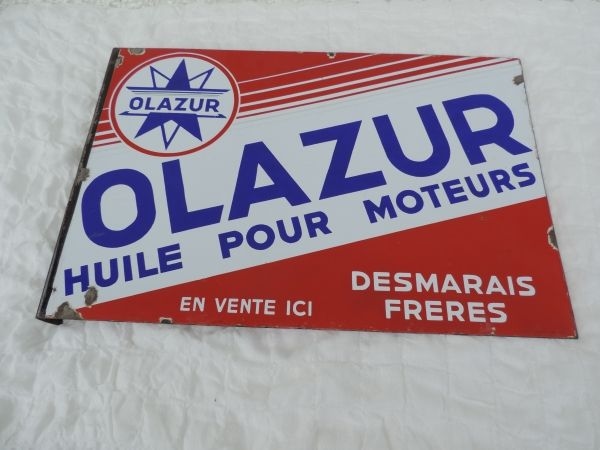 OLAZUR
OLAZUR
HUILE POUR MOTEURS
EN VENTE ICI
DESMARAIS
FRERES